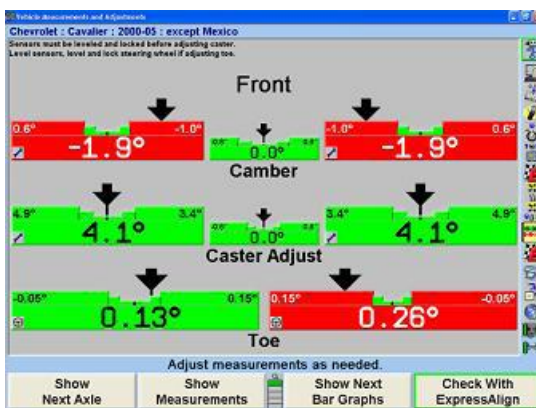 Vehicle Measurements and Adjustments
Chevrolet : Cavalier : 2000-05 : except Mexico
Sensors must be leveled and locked before adjusting caster.
Level sensors, level and lock steering wheel if adjusting toe.
Front
0.6° -1.0° -1.0° 0.6°
-1.9° 0.0° -1.9°
Camber
4.9° 3.4° 3.4° 4.9°
4.1° 0.0° 4.1°
Caster Adjust
-0.05° 0.15° 0.15° -0.05°
0.13° 0.26°
Toe
Adjust measurements as needed.
Show Show Show Next Check With
Next Axle Measurements Bar Graphs ExpressAlign